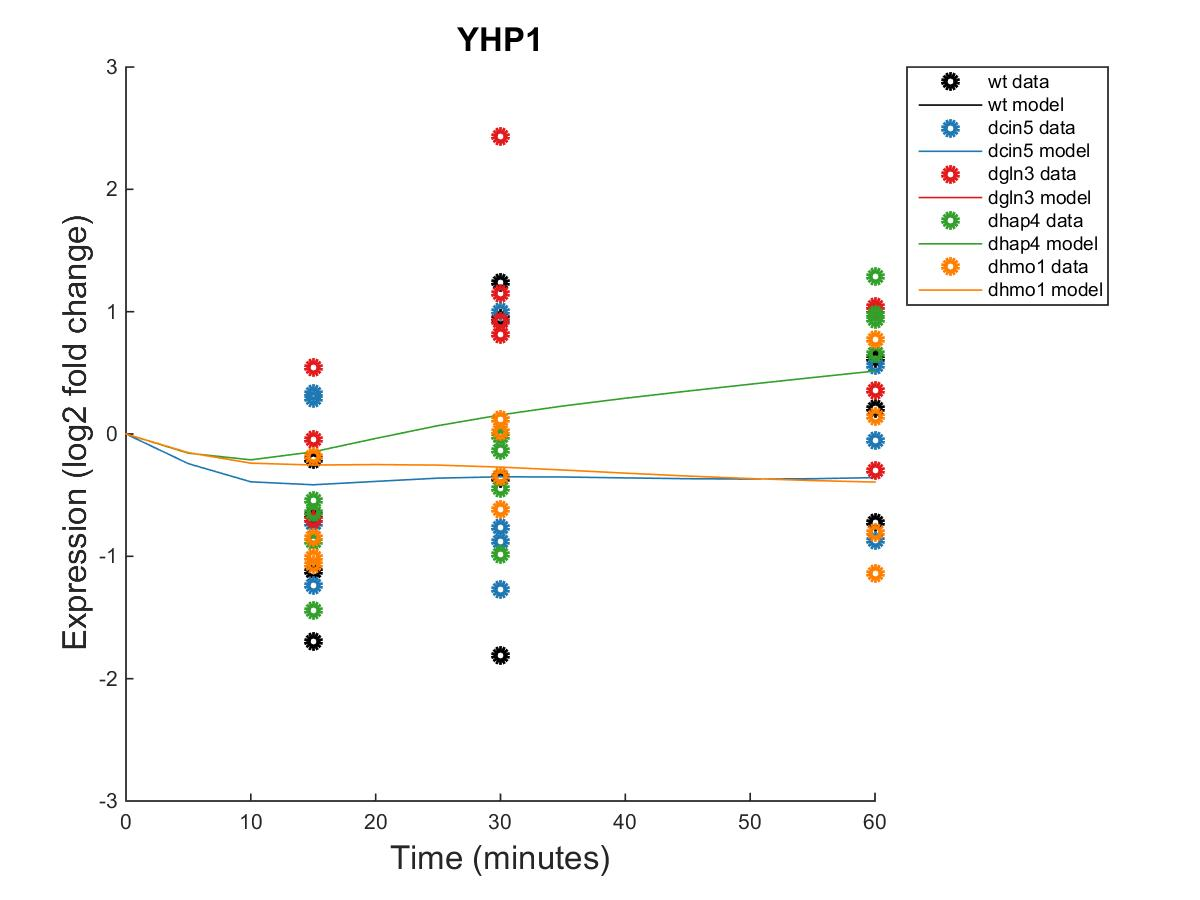 YHP1
3
2
1
0
-1
-2
-3
0 10 20 30 40 50 60
Expression (log2 fold change)
Time (minutes)
wt data
wt model
dcin5 data
dcin5 model
dgln3 data
dgln3 model
dhap4 data
dhap4 model
dhmo1 data
dhmo1 model